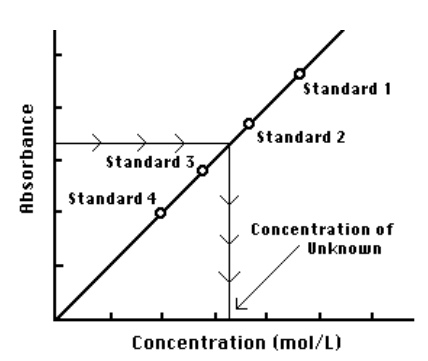 Absorbance
Standard 1
Standard 2
Standard 3
Standard 4
Concentration of
Unknown
Concentration (mol/L)